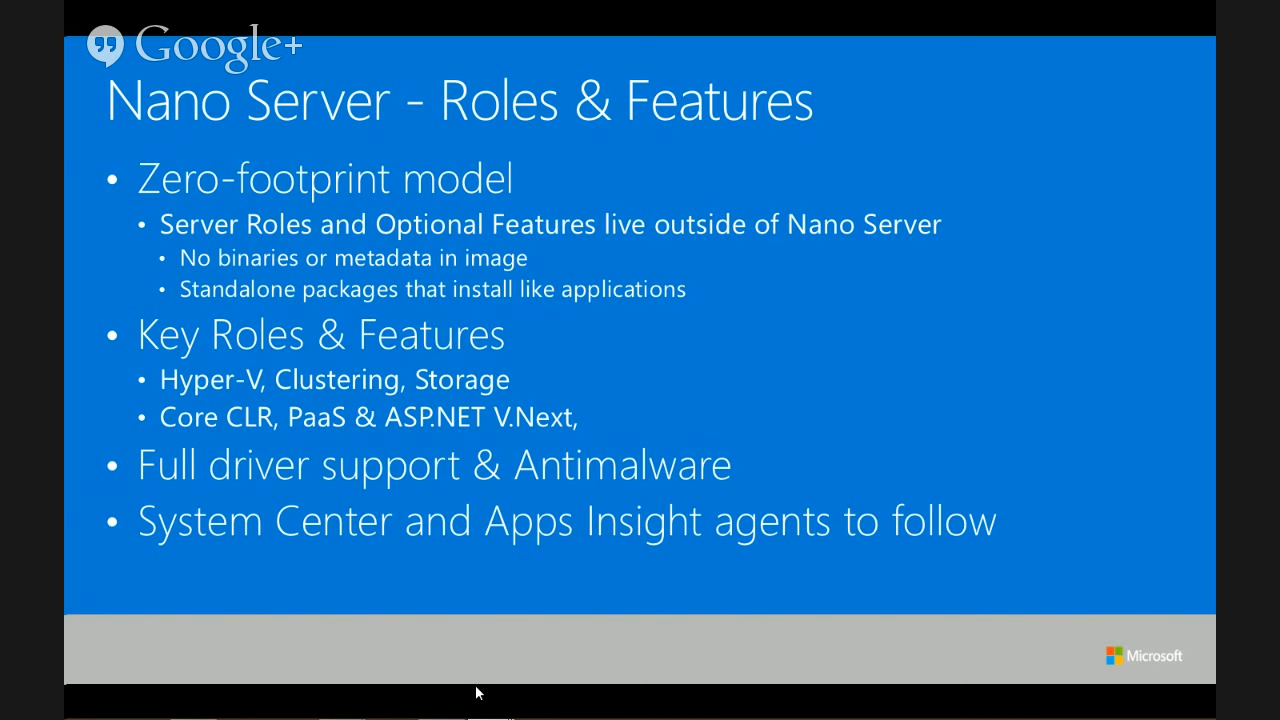 Google+
Nano Server - Roles & Features
• Zero-footprint model
• Server Roles and Optional Features live outside of Nano Server
• No binaries or metadata in image
• Standalone packages that install like applications
• Key Roles & Features
• Hyper-V, Clustering, Storage
• Core CLR, PaaS & ASP.NET V.Next,
• Full driver support & Antimalware
• System Center and Apps Insight agents to follow
Microsoft